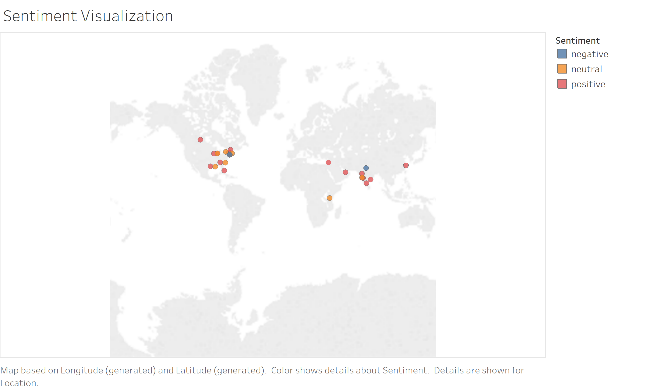 Sentiment Visualization
Sentiment
negative
neutral
positive
Map based on Longitude (generated) and Latitude (generated). Color shows details about Sentiment. Details are shown for
Location.